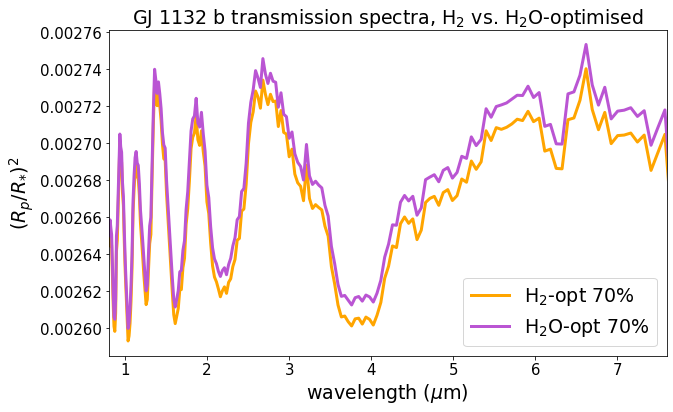 GJ 1132 b transmission spectra, H₂ vs. H₂O-optimised
0.00276
0.00274
0.00272
0.00270
0.00268
0.00266
0.00264
0.00262
0.00260
(Rₚ/R*)²
H₂-opt 70%
H₂O-opt 70%
1 2 3 4 5 6 7
wavelength (μm)